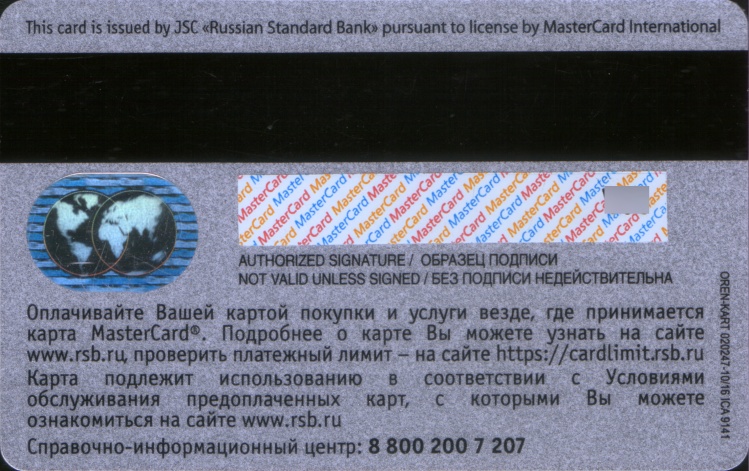 This card is issued by JSC «Russian Standard Bank» pursuant to license by MasterCard International
AUTHORIZED SIGNATURE / ОБРАЗЕЦ ПОДПИСИ
NOT VALID UNLESS SIGNED / БЕЗ ПОДПИСИ НЕДЕЙСТВИТЕЛЬНА
Оплачивайте Вашей картой покупки и услуги везде, где принимается
карта MasterCard®. Подробнее о карте Вы можете узнать на сайте
www.rsb.ru, проверить платежный лимит – на сайте https://cardlimit.rsb.ru
Карта подлежит использованию в соответствии с Условиями
обслуживания предоплаченных карт, с которыми Вы можете
ознакомиться на сайте www.rsb.ru
Справочно-информационный центр: 8 800 200 7 207
OREN-KART 020247-10/16 ICA 9141